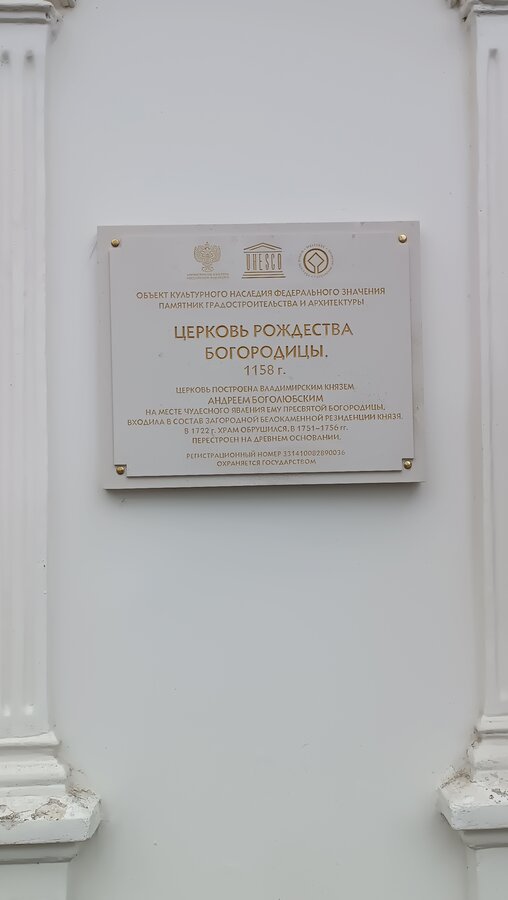 UNESCO
ОБЪЕКТ КУЛЬТУРНОГО НАСЛЕДИЯ ФЕДЕРАЛЬНОГО ЗНАЧЕНИЯ
ПАМЯТНИК ГРАДОСТРОИТЕЛЬСТВА И АРХИТЕКТУРЫ
ЦЕРКОВЬ РОЖДЕСТВА
БОГОРОДИЦЫ.
1158 г.
ЦЕРКОВЬ ПОСТРОЕНА ВЛАДИМИРСКИМ КНЯЗЕМ
АНДРЕЕМ БОГОЛЮБСКИМ
НА МЕСТЕ ЧУДЕСНОГО ЯВЛЕНИЯ ЕМУ ПРЕСВЯТОЙ БОГОРОДИЦЫ,
ВХОДИЛА В СОСТАВ ЗАГОРОДНОЙ БЕЛОКАМЕННОЙ РЕЗИДЕНЦИИ КНЯЗЯ.
В 1722 г. ХРАМ ОБРУШИЛСЯ, В 1751–1756 гг.
ПЕРЕСТРОЕН НА ДРЕВНЕМ ОСНОВАНИИ.
РЕГИСТРАЦИОННЫЙ НОМЕР 331410082890036
ОХРАНЯЕТСЯ ГОСУДАРСТВОМ